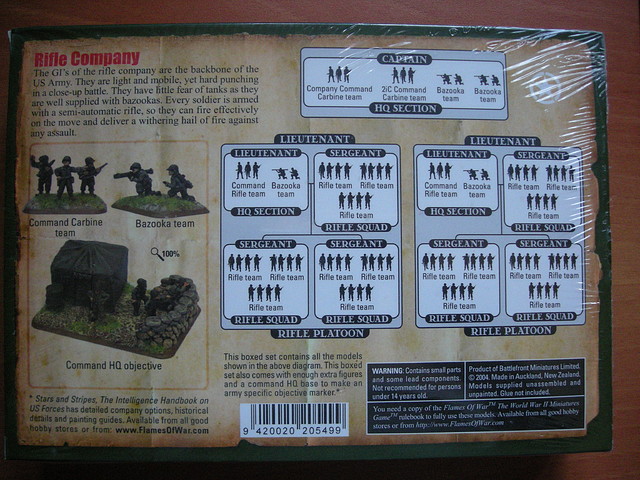 Rifle Company
The GI's of the rifle company are the backbone of the
US Army. They are light and mobile, yet hard punching
in a close-up battle. They have little fear of tanks as they
are well supplied with bazookas. Every soldier is armed
with a semi-automatic rifle, so they can fire effectively
on the move and deliver a withering hail of fire against
any assault.
Command Carbine
team
Bazooka team
100%
Command HQ objective
* Stars and Stripes, The Intelligence Handbook on
US Forces has detailed company options, historical
details and painting guides. Available from all good
hobby stores or from: www.FlamesOfWar.com
CAPTAIN
Company Command
Carbine team
2iC Command
Carbine team
Bazooka
team
Bazooka
team
HQ SECTION
LIEUTENANT
LIEUTENANT
Command
Rifle team
Bazooka
team
HQ SECTION
SERGEANT
Rifle team
Rifle team
Rifle team
RIFLE SQUAD
SERGEANT
Rifle team
Rifle team
Rifle team
RIFLE SQUAD
SERGEANT
Rifle team
Rifle team
Rifle team
RIFLE SQUAD
RIFLE PLATOON
LIEUTENANT
LIEUTENANT
Command
Rifle team
Bazooka
team
HQ SECTION
SERGEANT
Rifle team
Rifle team
Rifle team
RIFLE SQUAD
SERGEANT
Rifle team
Rifle team
Rifle team
RIFLE SQUAD
SERGEANT
Rifle team
Rifle team
Rifle team
RIFLE SQUAD
RIFLE PLATOON
This boxed set contains all the models
shown in the above diagram. This boxed
set also comes with enough extra figures
and a command HQ base to make an
army specific objective marker.*
9 420020 205499
WARNING: Contains small parts
and some lead components.
Not recommended for persons
under 14 years old.
Product of Battlefront Miniatures Limited.
© 2004. Made in Auckland, New Zealand.
Models supplied unassembled and
unpainted. Glue not included.
You need a copy of the Flames Of War™ The World War II Miniatures
Game™ rulebook to fully use these models. Available from all good hobby
stores or from http://www.FlamesOfWar.com